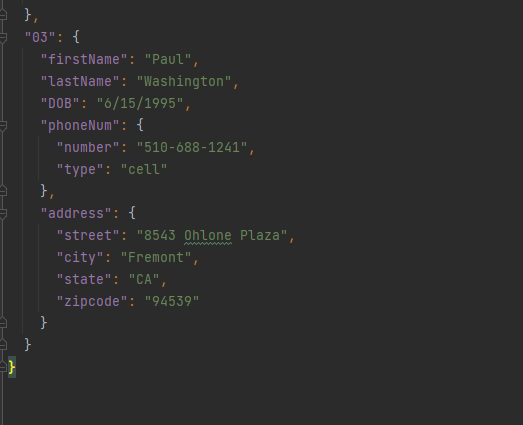 },
"03": {
"firstName": "Paul",
"lastName": "Washington",
"DOB": "6/15/1995",
"phoneNum": {
"number": "510-688-1241",
"type": "cell"
},
"address": {
"street": "8543 Ohlone Plaza",
"city": "Fremont",
"state": "CA",
"zipcode": "94539"
}
}
}